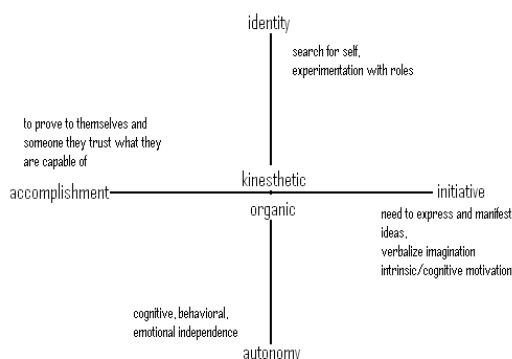 identity
search for self,
experimentation with roles
to prove to themselves and
someone they trust what they
are capable of
kinesthetic
accomplishment
initiative
organic
need to express and manifest
ideas,
verbalize imagination
intrinsic/cognitive motivation
cognitive, behavioral,
emotional independence
autonomy